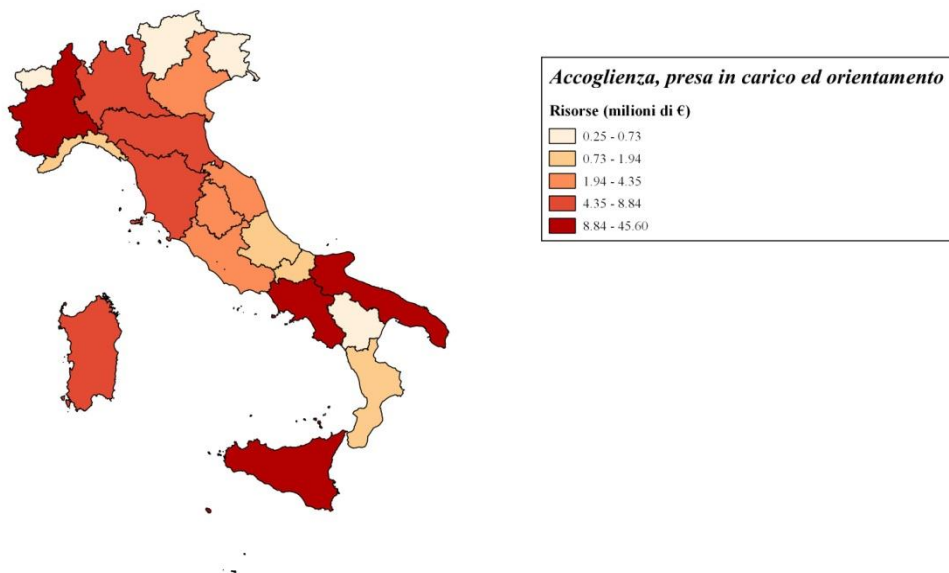 Accoglienza, presa in carico ed orientamento
Risorse (milioni di €)
0.25 - 0.73
0.73 - 1.94
1.94 - 4.35
4.35 - 8.84
8.84 - 45.60